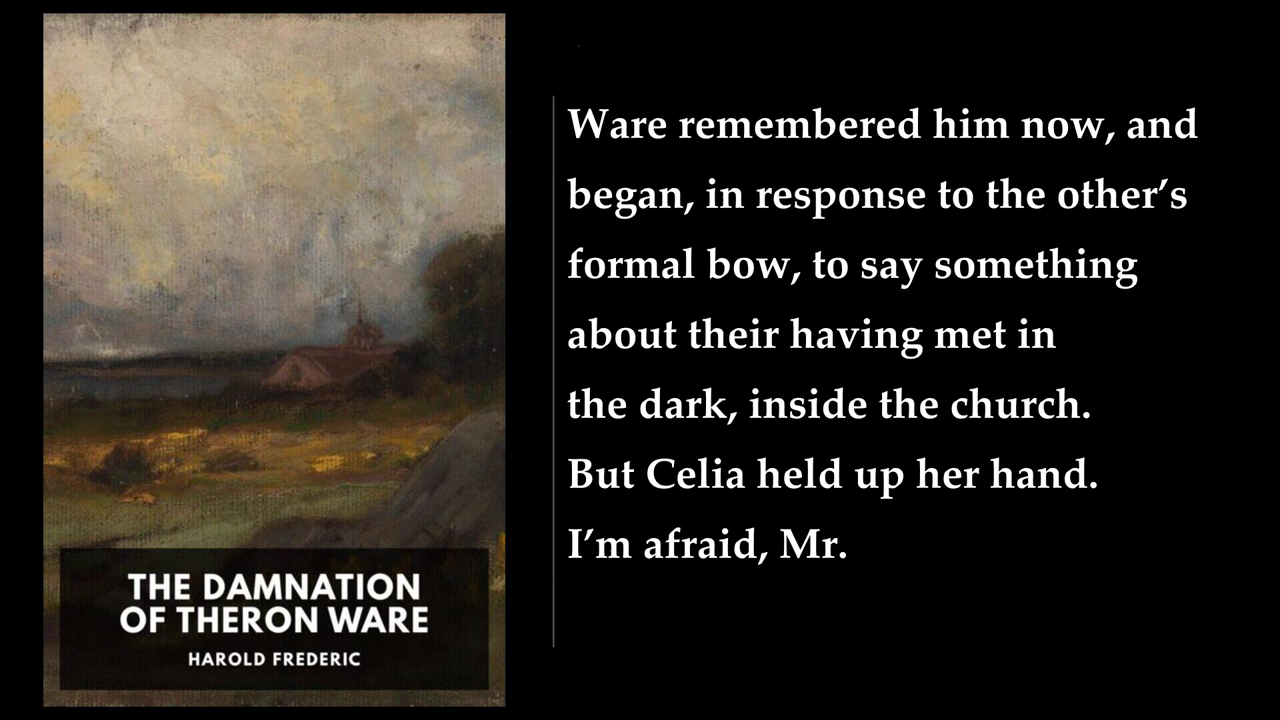 THE DAMNATION
OF THERON WARE
HAROLD FREDERIC
Ware remembered him now, and
began, in response to the other’s
formal bow, to say something
about their having met in
the dark, inside the church.
But Celia held up her hand.
I’m afraid, Mr.